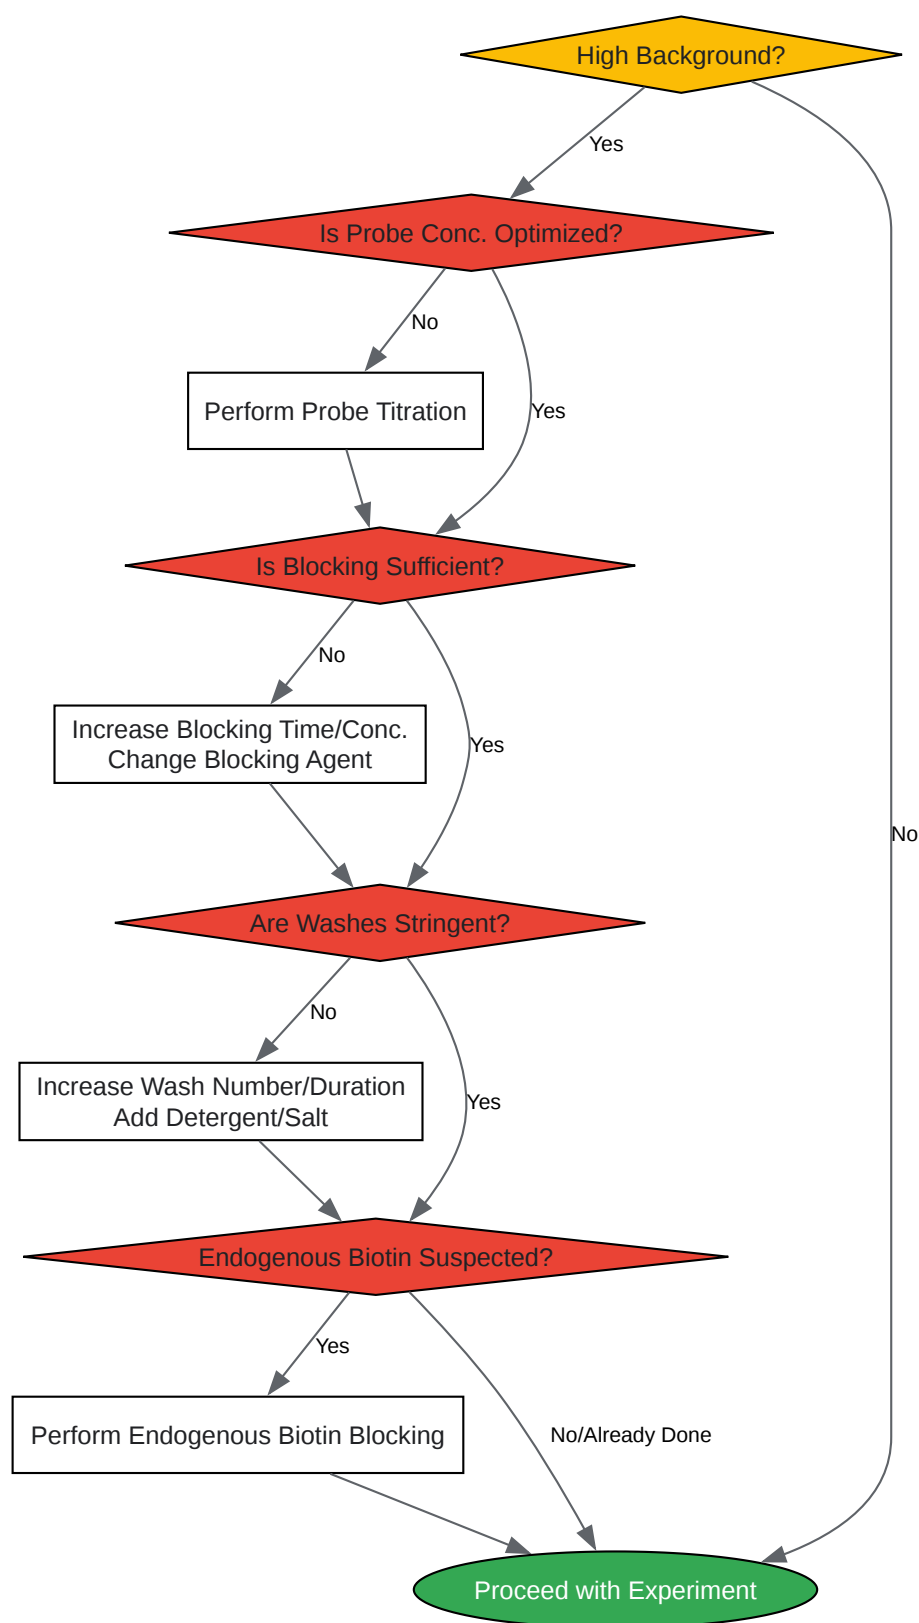 High Background?
Yes
Is Probe Conc. Optimized?
No
Perform Probe Titration
Yes
Is Blocking Sufficient?
No
Increase Blocking Time/Conc.
Change Blocking Agent
Yes
No
Are Washes Stringent?
No
Increase Wash Number/Duration
Add Detergent/Salt
Yes
Endogenous Biotin Suspected?
Yes
Perform Endogenous Biotin Blocking
No/Already Done
Proceed with Experiment